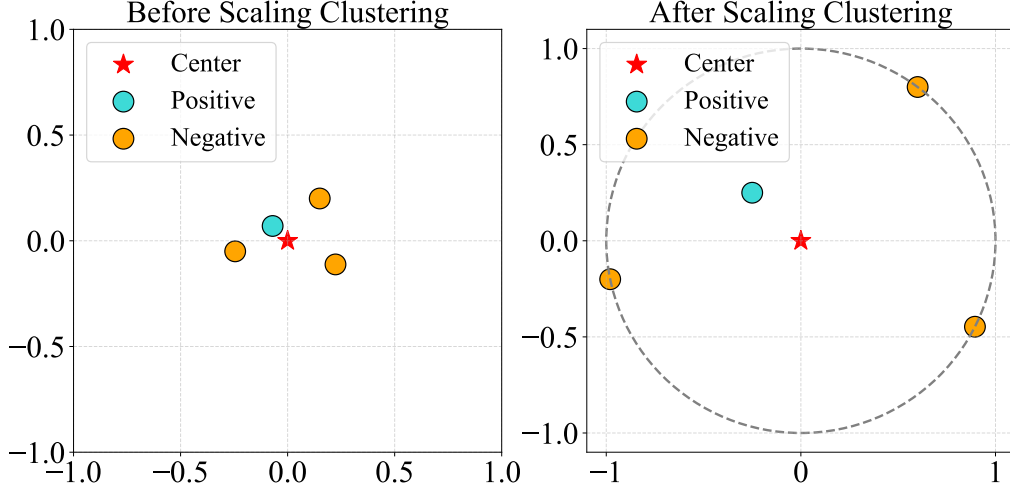 Before Scaling Clustering
1.0
0.5
0.0
−0.5
−1.0
−1.0
−0.5
0.0
0.5
1.0
Center
Positive
Negative
After Scaling Clustering
1.0
0.5
0.0
−0.5
−1.0
−1
0
1
Center
Positive
Negative